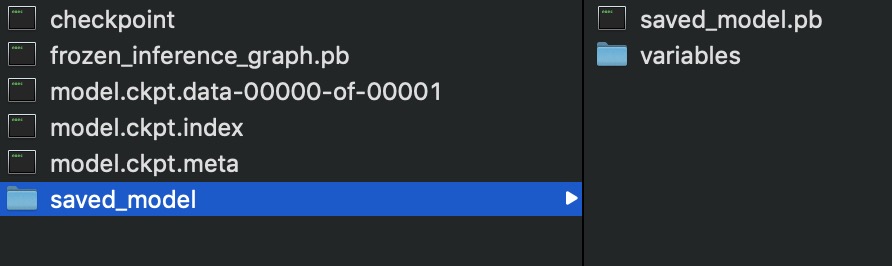 checkpoint
frozen_inference_graph.pb
model.ckpt.data-00000-of-00001
model.ckpt.index
model.ckpt.meta
saved_model
saved_model.pb
variables